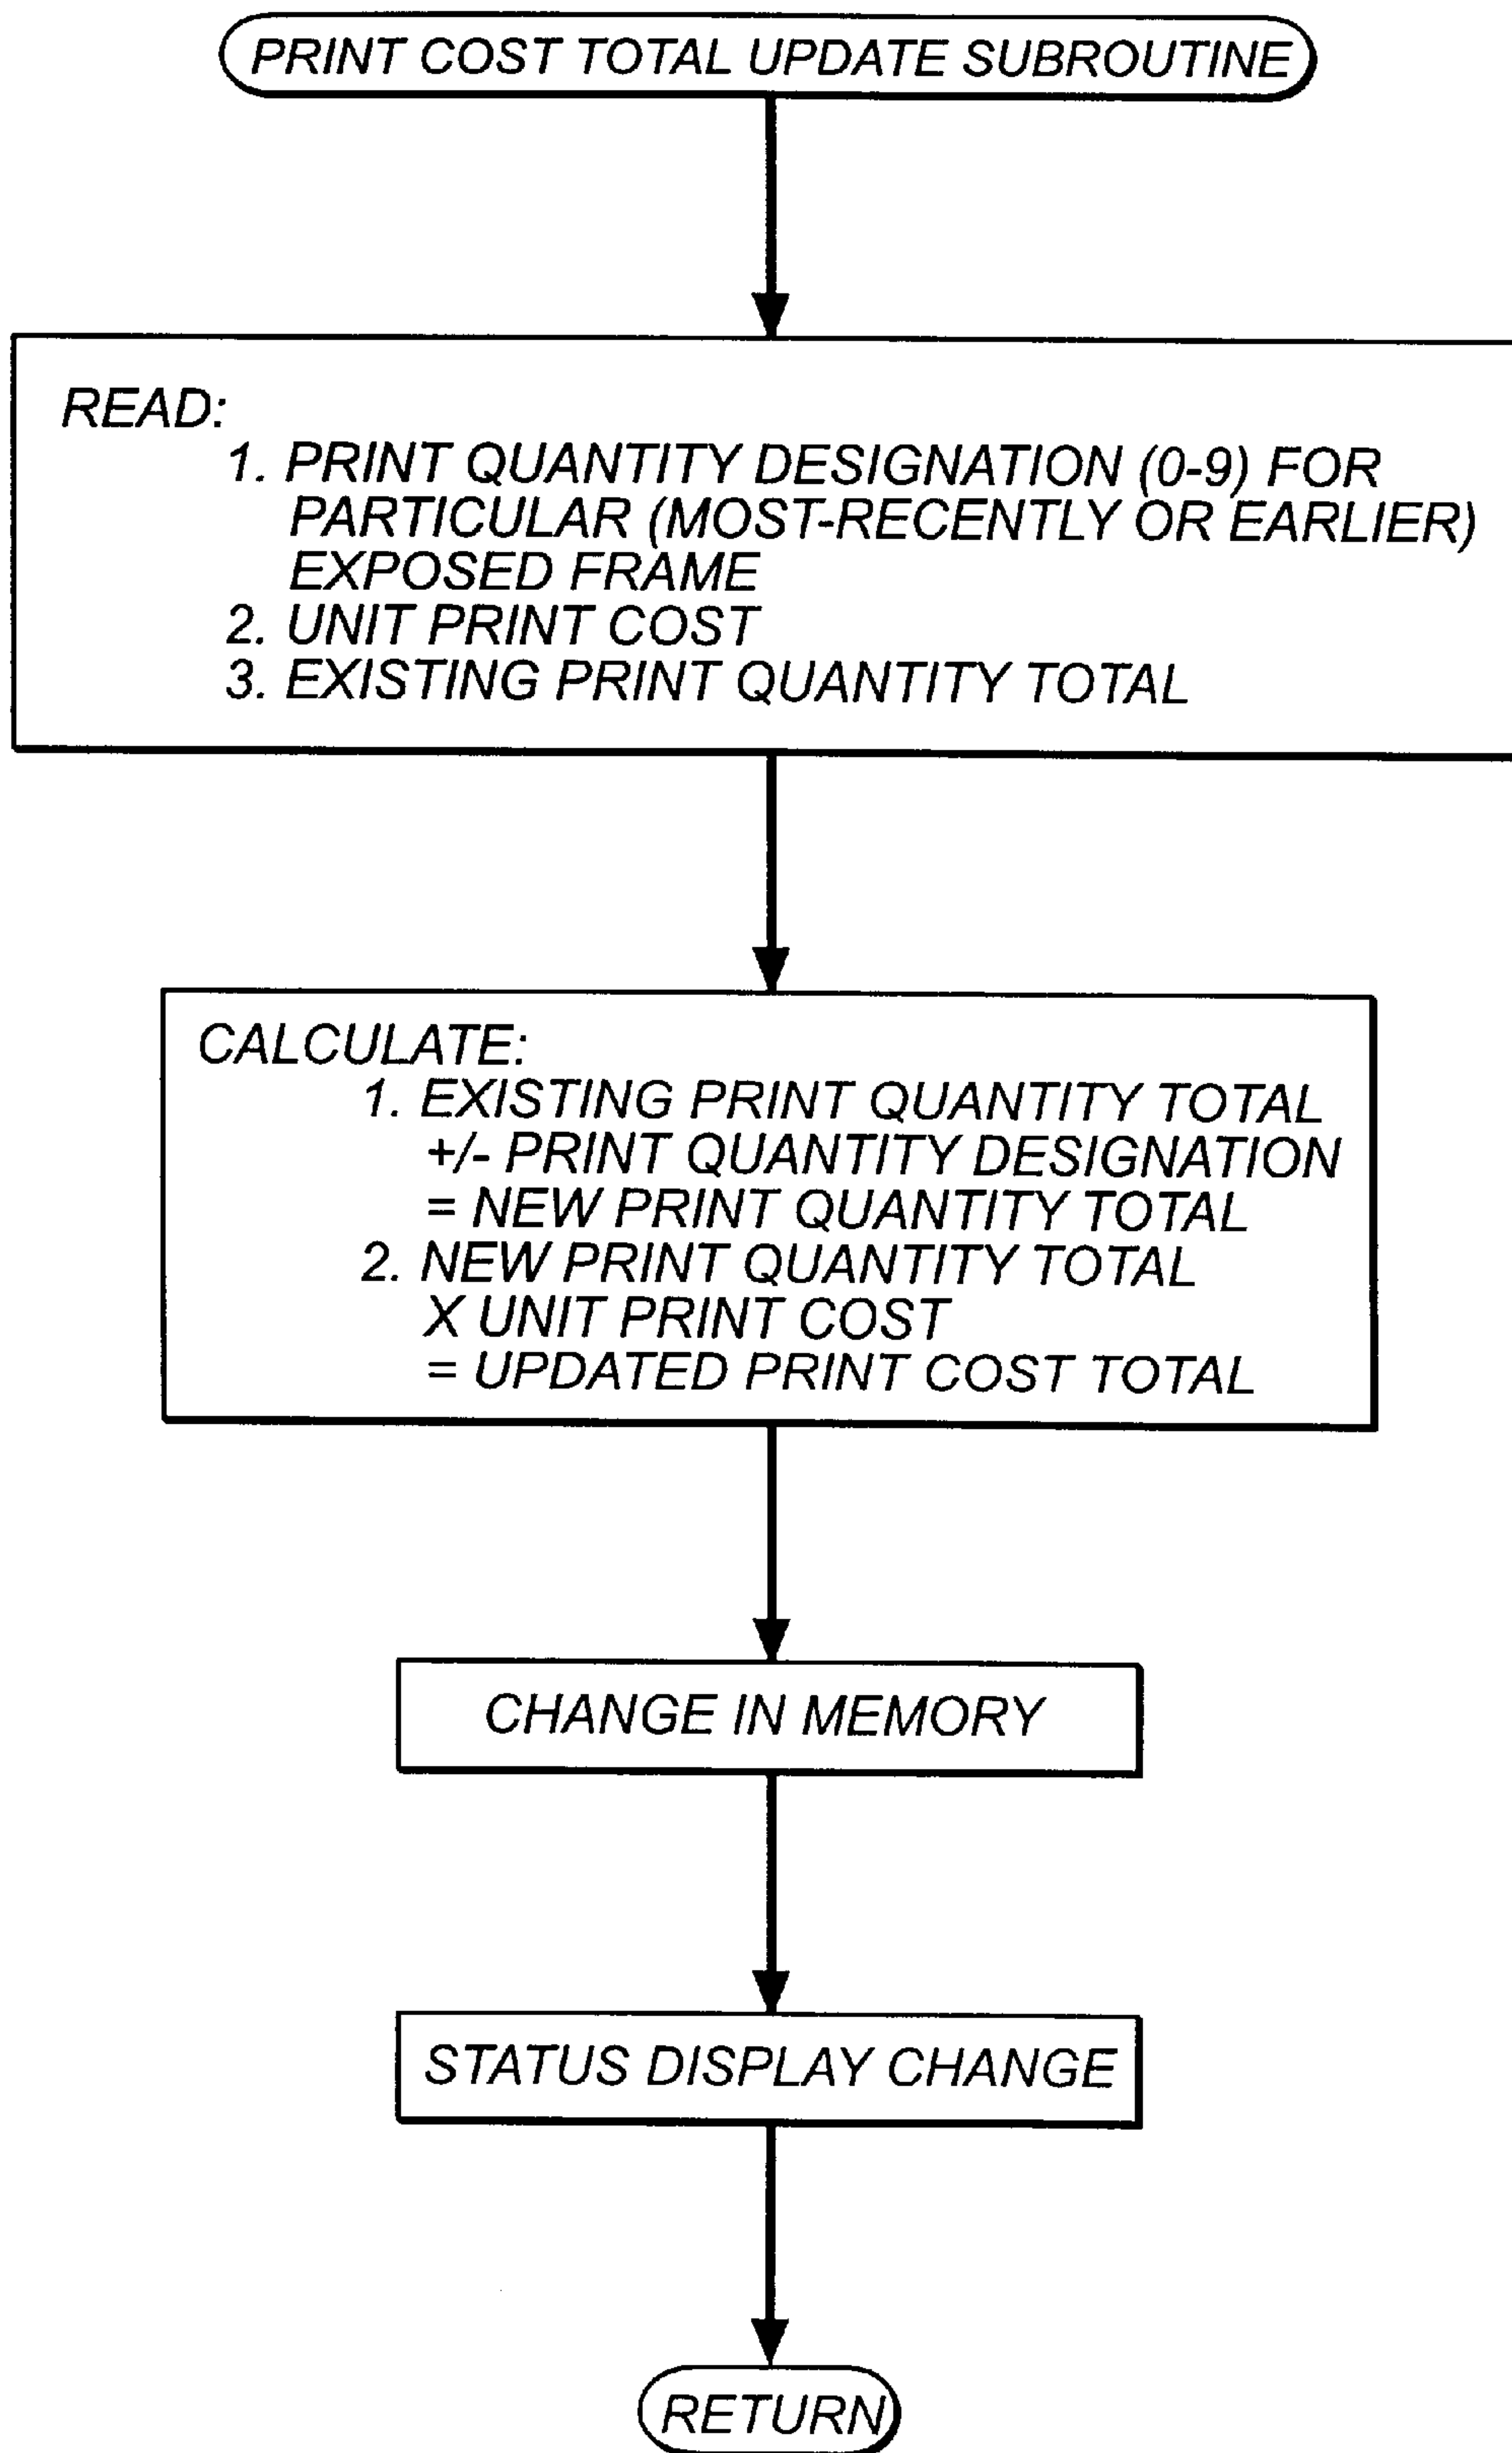 PRINT COST TOTAL UPDATE SUBROUTINE
READ:
1. PRINT QUANTITY DESIGNATION (0-9) FOR
PARTICULAR (MOST-RECENTLY OR EARLIER)
EXPOSED FRAME
2. UNIT PRINT COST
3. EXISTING PRINT QUANTITY TOTAL
CALCULATE:
1. EXISTING PRINT QUANTITY TOTAL
+/- PRINT QUANTITY DESIGNATION
= NEW PRINT QUANTITY TOTAL
2. NEW PRINT QUANTITY TOTAL
X UNIT PRINT COST
= UPDATED PRINT COST TOTAL
CHANGE IN MEMORY
STATUS DISPLAY CHANGE
RETURN